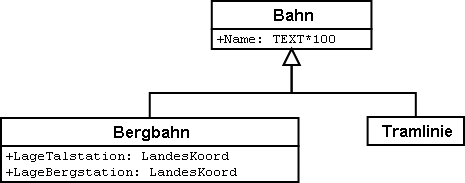 Bahn
+Name: TEXT*100
Bergbahn
+LageTalstation: LandesKoord
+LageBergstation: LandesKoord
Tramlinie